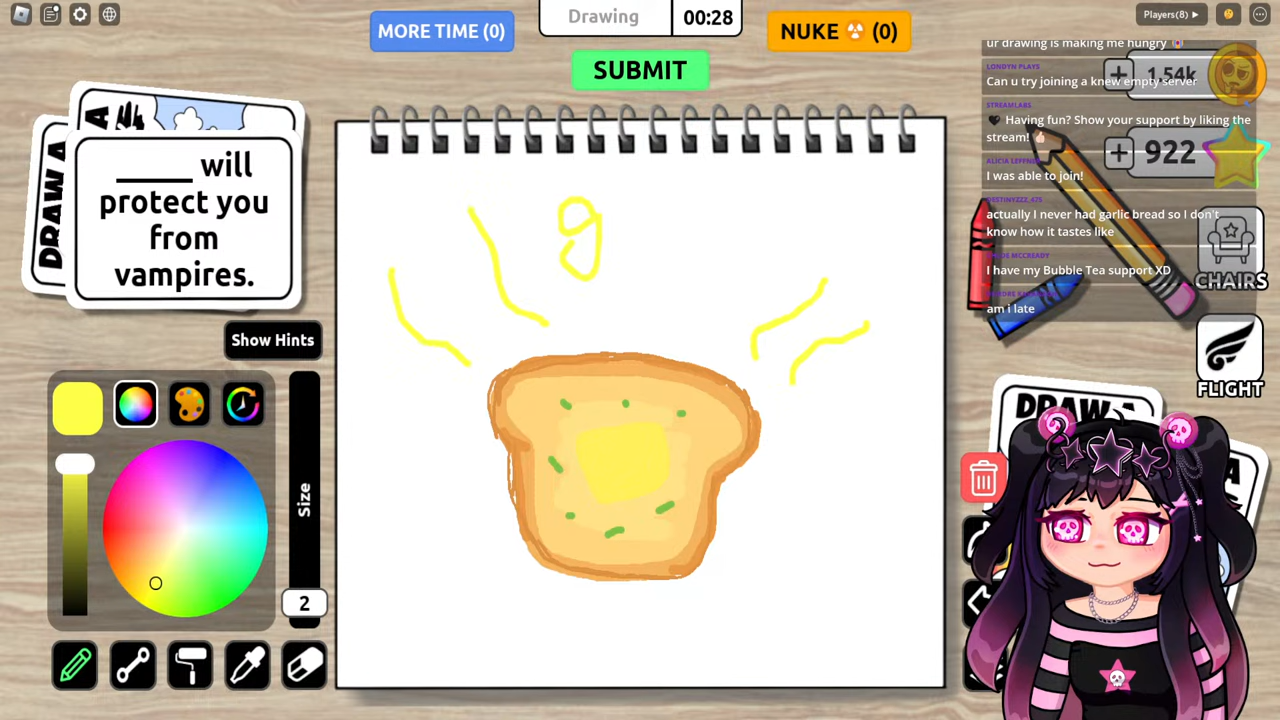 Players(8) ▶
MORE TIME (0)
Drawing
00:28
NUKE ☢ (0)
SUBMIT
DRAW A
_____ will
protect you
from
vampires.
Show Hints
Size
2
g
ur drawing is making me hungry
LONDYN PLAYS
Can u try joining a knew empty server
STREAMLABS
🖤 Having fun? Show your support by liking the
stream! 👍🏻
I was able to join!
actually I never had garlic bread so I don't
know how it tastes like
I have my Bubble Tea support XD
am i late
+ 1.54k
+ 922
CHAIRS
FLIGHT
DRAW A